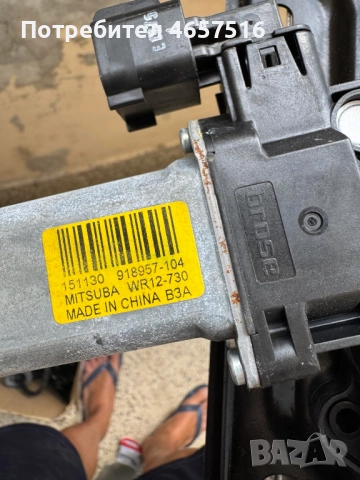 Потребител 4657516
brose
151130 918957-104
MITSUBA WR12-730
MADE IN CHINA B3A
BAZAR